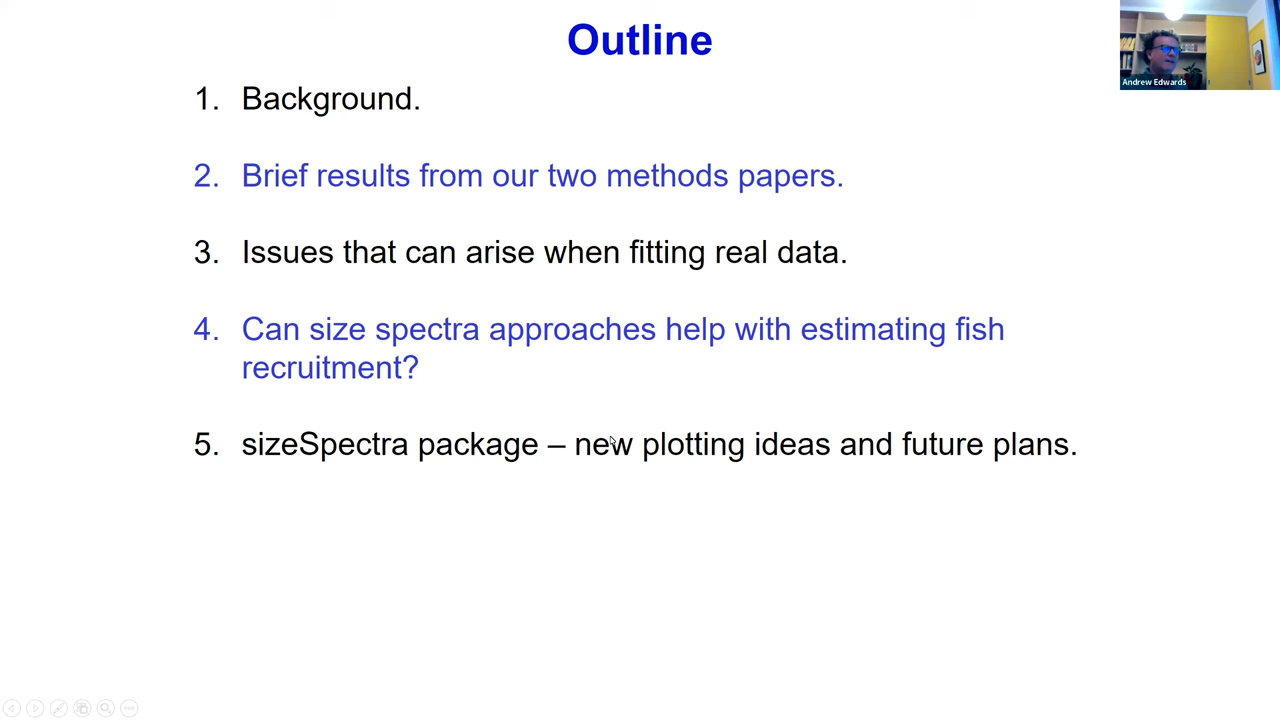 Outline
Andrew Edwards
1. Background.
2. Brief results from our two methods papers.
3. Issues that can arise when fitting real data.
4. Can size spectra approaches help with estimating fish
recruitment?
5. sizeSpectra package – new plotting ideas and future plans.